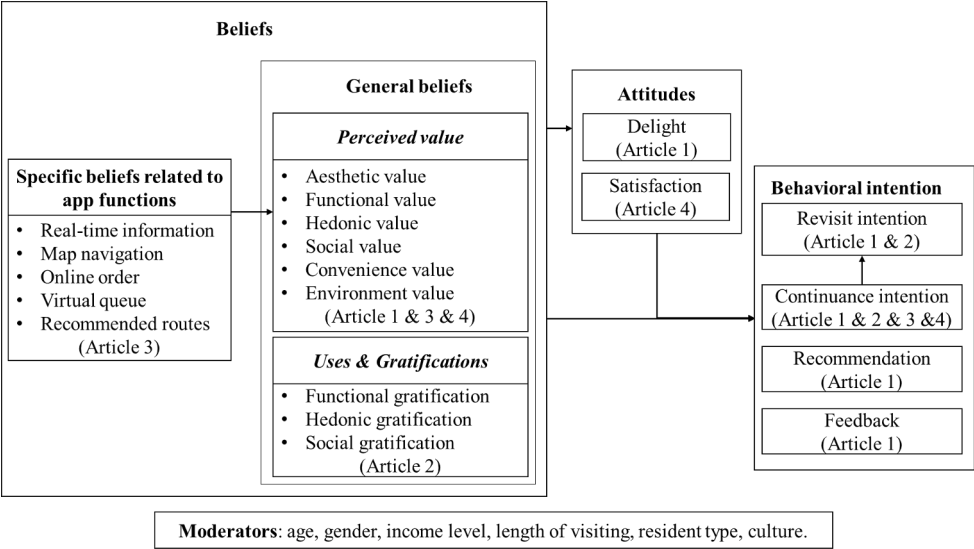 Beliefs
Specific beliefs related to
app functions
• Real-time information
• Map navigation
• Online order
• Virtual queue
• Recommended routes
(Article 3)
General beliefs
Perceived value
• Aesthetic value
• Functional value
• Hedonic value
• Social value
• Convenience value
• Environment value
(Article 1 & 3 & 4)
Uses & Gratifications
• Functional gratification
• Hedonic gratification
• Social gratification
(Article 2)
Attitudes
Delight
(Article 1)
Satisfaction
(Article 4)
Behavioral intention
Revisit intention
(Article 1 & 2)
Continuance intention
(Article 1 & 2 & 3 &4)
Recommendation
(Article 1)
Feedback
(Article 1)
Moderators: age, gender, income level, length of visiting, resident type, culture.